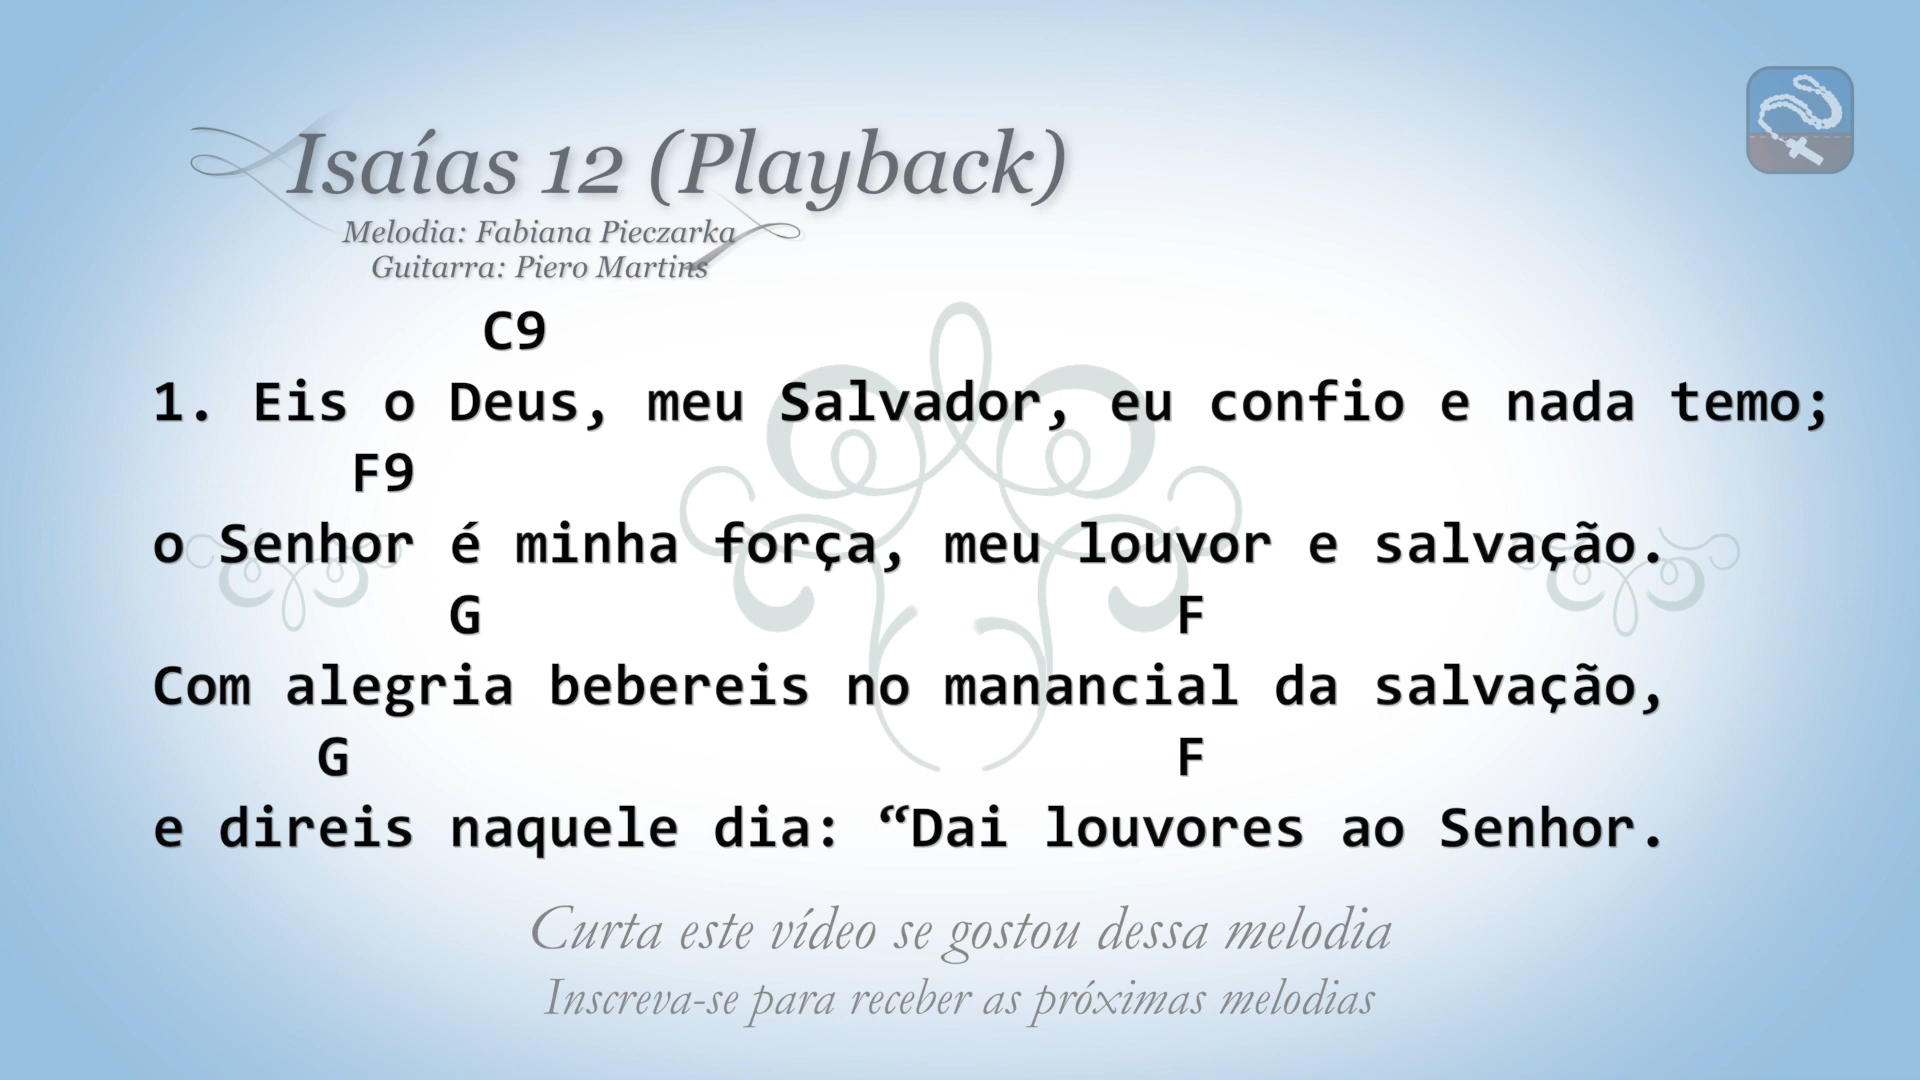 Isaías 12 (Playback)
Melodia: Fabiana Pieczarka
Guitarra: Piero Martins
C9
1. Eis o Deus, meu Salvador, eu confio e nada temo;
F9
o Senhor é minha força, meu louvor e salvação.
G F
Com alegria bebereis no manancial da salvação,
G F
e direis naquele dia: “Dai louvores ao Senhor.
Curta este vídeo se gostou dessa melodia
Inscreva-se para receber as próximas melodias